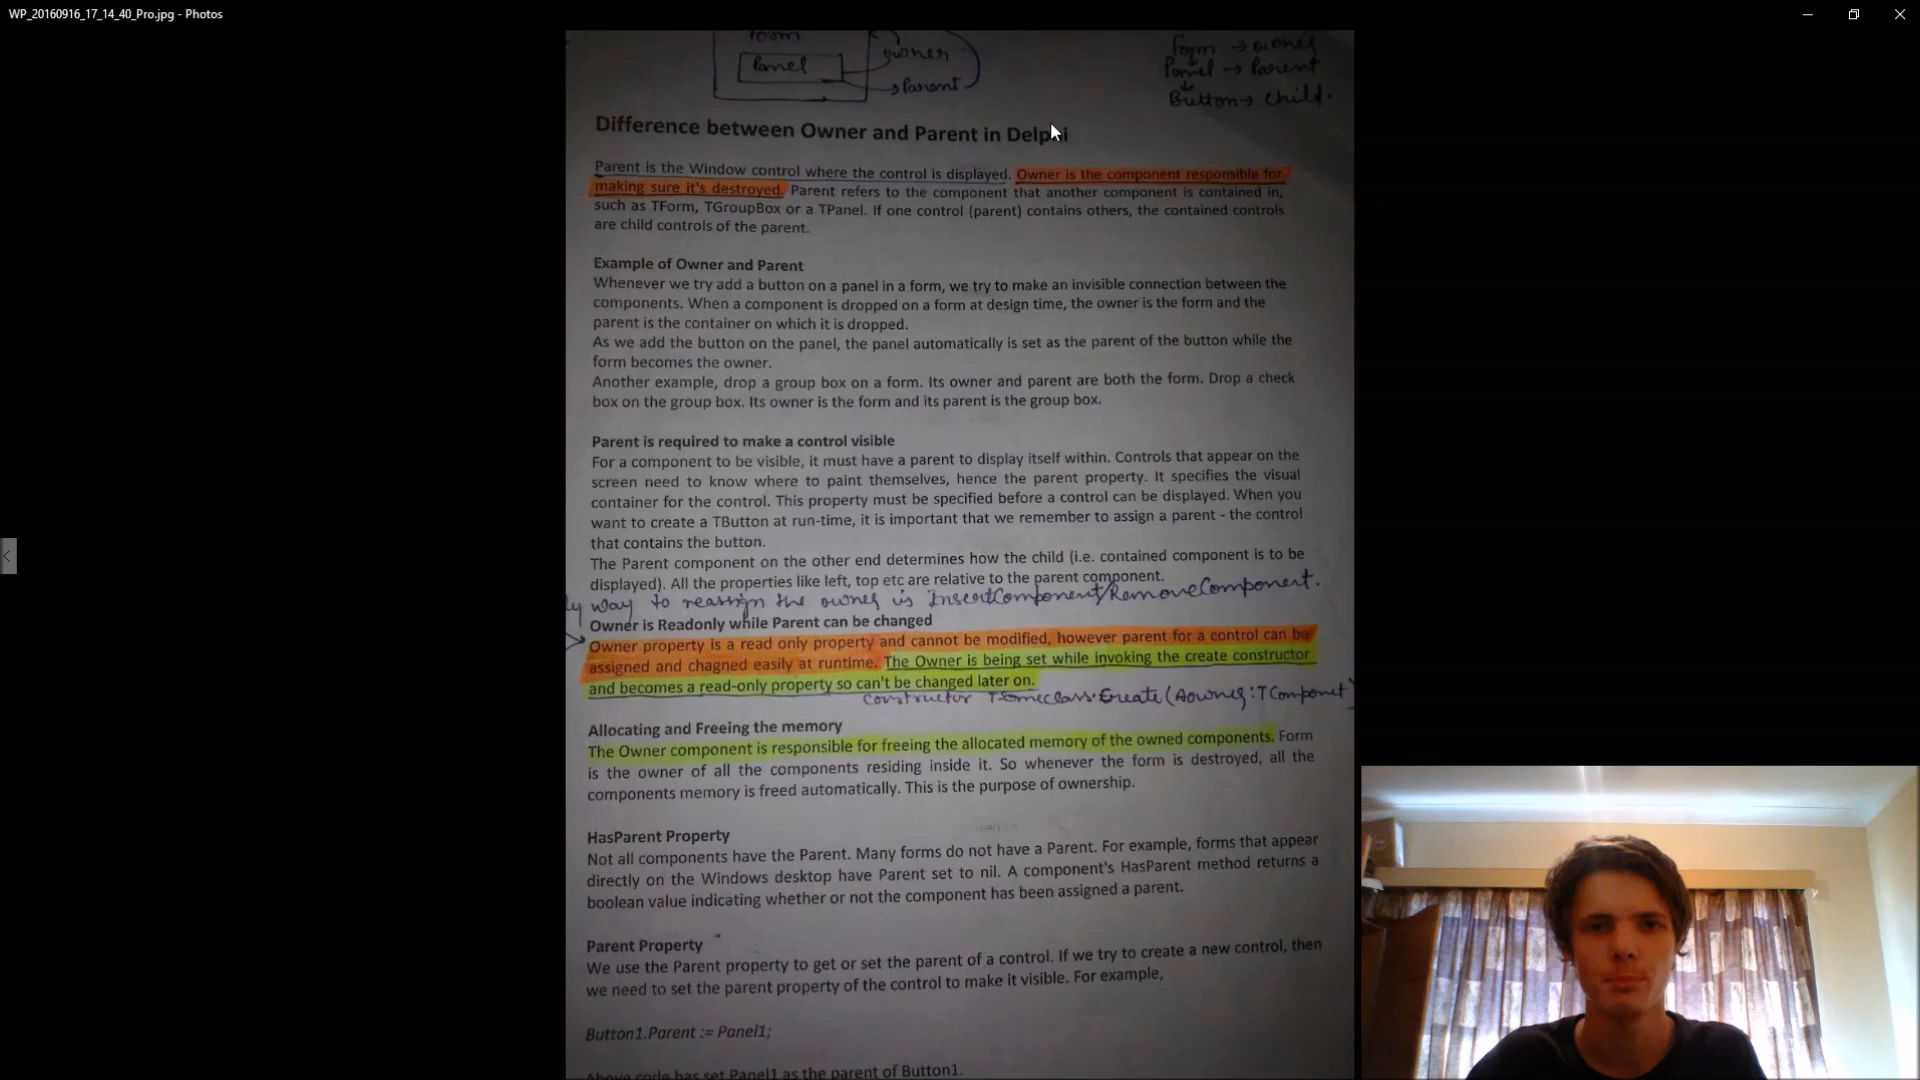 WP_20160916_17_14_40_Pro.jpg - Photos
Form
Panel
owner
Parent
Form → owner
Panel → Parent
Button → child.
Difference between Owner and Parent in Delphi
Parent is the Window control where the control is displayed. Owner is the component responsible for
making sure it's destroyed. Parent refers to the component that another component is contained in,
such as TForm, TGroupBox or a TPanel. If one control (parent) contains others, the contained controls
are child controls of the parent.
Example of Owner and Parent
Whenever we try add a button on a panel in a form, we try to make an invisible connection between the
components. When a component is dropped on a form at design time, the owner is the form and the
parent is the container on which it is dropped.
As we add the button on the panel, the panel automatically is set as the parent of the button while the
form becomes the owner.
Another example, drop a group box on a form. Its owner and parent are both the form. Drop a check
box on the group box. Its owner is the form and its parent is the group box.
Parent is required to make a control visible
For a component to be visible, it must have a parent to display itself within. Controls that appear on the
screen need to know where to paint themselves, hence the parent property. It specifies the visual
container for the control. This property must be specified before a control can be displayed. When you
want to create a TButton at run-time, it is important that we remember to assign a parent - the control
that contains the button.
The Parent component on the other end determines how the child (i.e. contained component is to be
displayed). All the properties like left, top etc are relative to the parent component.
ly way to reassign the owner is InsertComponent/RemoveComponent.
Owner is Readonly while Parent can be changed
Owner property is a read only property and cannot be modified, however parent for a control can be
assigned and chagned easily at runtime. The Owner is being set while invoking the create constructor
and becomes a read-only property so can't be changed later on.
constructor TSomeclass.Create(Aowner:TComponet)
Allocating and Freeing the memory
The Owner component is responsible for freeing the allocated memory of the owned components. Form
is the owner of all the components residing inside it. So whenever the form is destroyed, all the
components memory is freed automatically. This is the purpose of ownership.
HasParent Property
Not all components have the Parent. Many forms do not have a Parent. For example, forms that appear
directly on the Windows desktop have Parent set to nil. A component's HasParent method returns a
boolean value indicating whether or not the component has been assigned a parent.
Parent Property
We use the Parent property to get or set the parent of a control. If we try to create a new control, then
we need to set the parent property of the control to make it visible. For example,
Button1.Parent := Panel1;
Above code has set Panel1 as the parent of Button1.